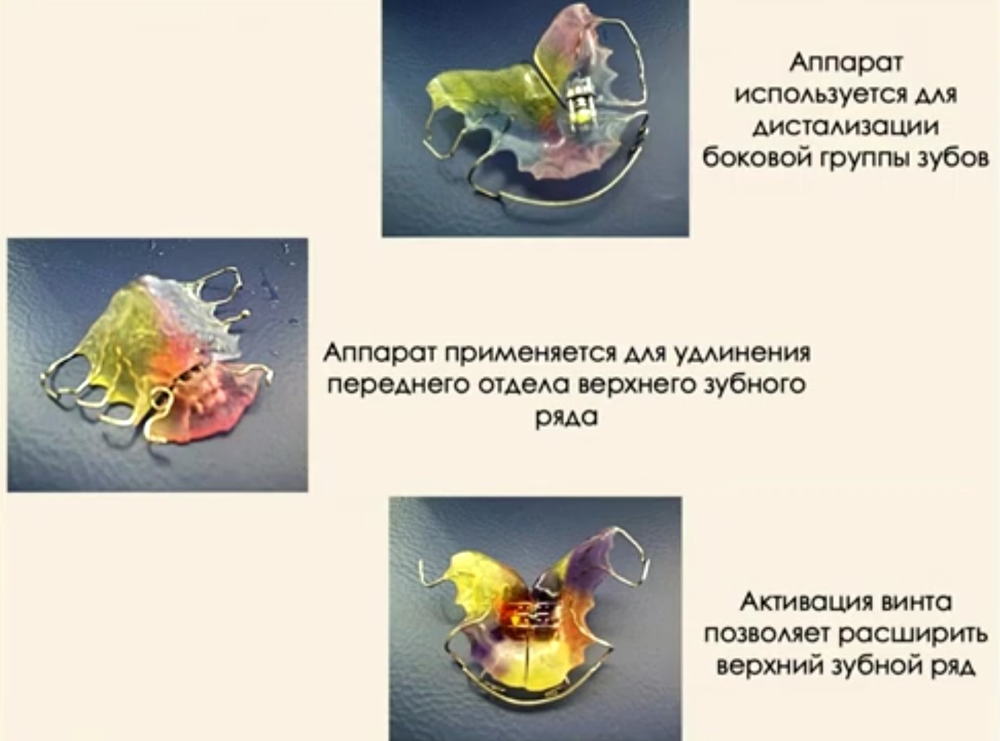 Аппарат
используется для
дистализации
боковой группы зубов
Аппарат применяется для удлинения
переднего отдела верхнего зубного
ряда
Активация винта
позволяет расширить
верхний зубной ряд